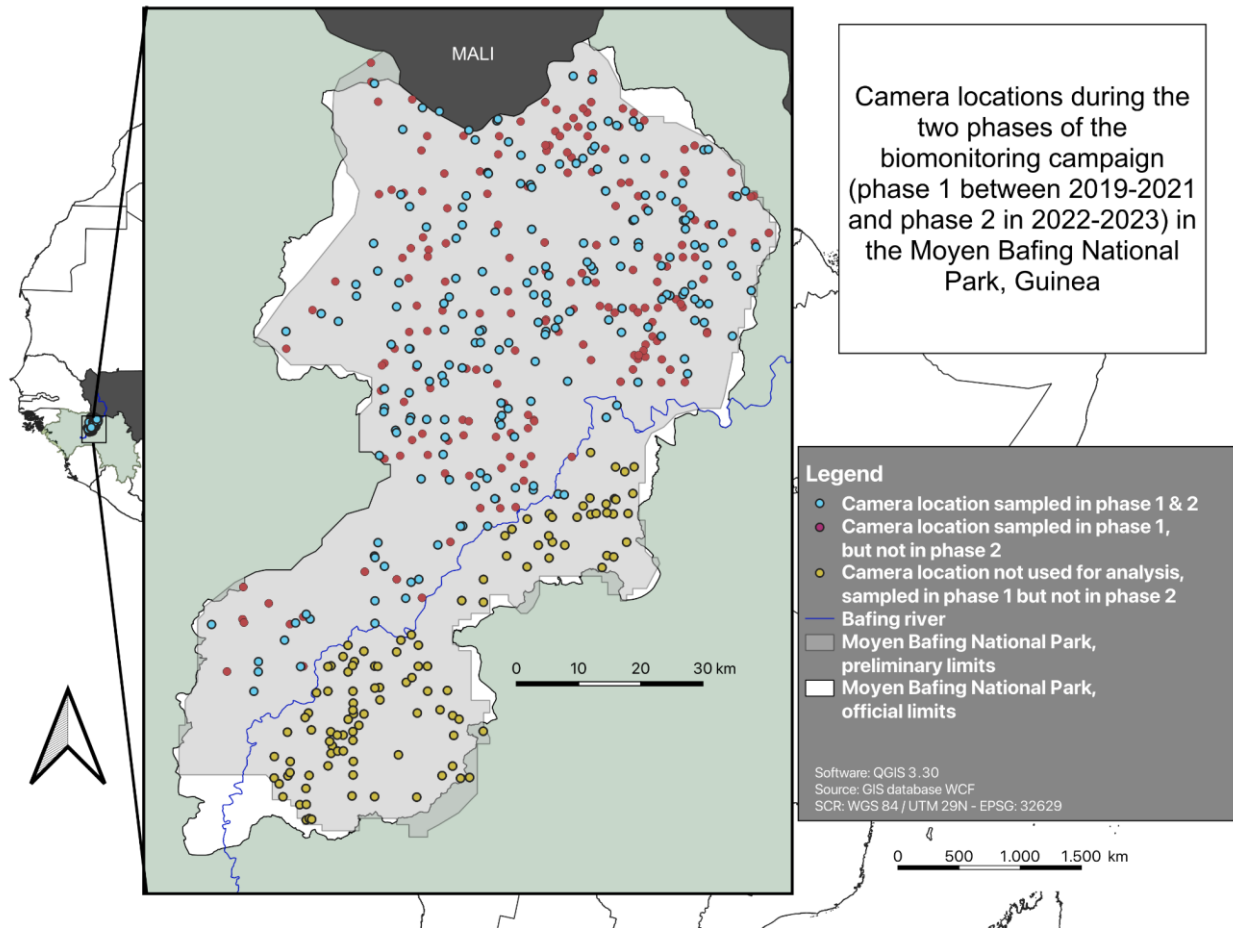 MALI
Camera locations during the
two phases of the
biomonitoring campaign
(phase 1 between 2019-2021
and phase 2 in 2022-2023) in
the Moyen Bafing National
Park, Guinea
0 10 20 30 km
Legend
Camera location sampled in phase 1 & 2
Camera location sampled in phase 1,
but not in phase 2
Camera location not used for analysis,
sampled in phase 1 but not in phase 2
Bafing river
Moyen Bafing National Park,
preliminary limits
Moyen Bafing National Park,
official limits
Software: QGIS 3.30
Source: GIS database WCF
SCR: WGS 84 / UTM 29N - EPSG: 32629
0 500 1.000 1.500 km